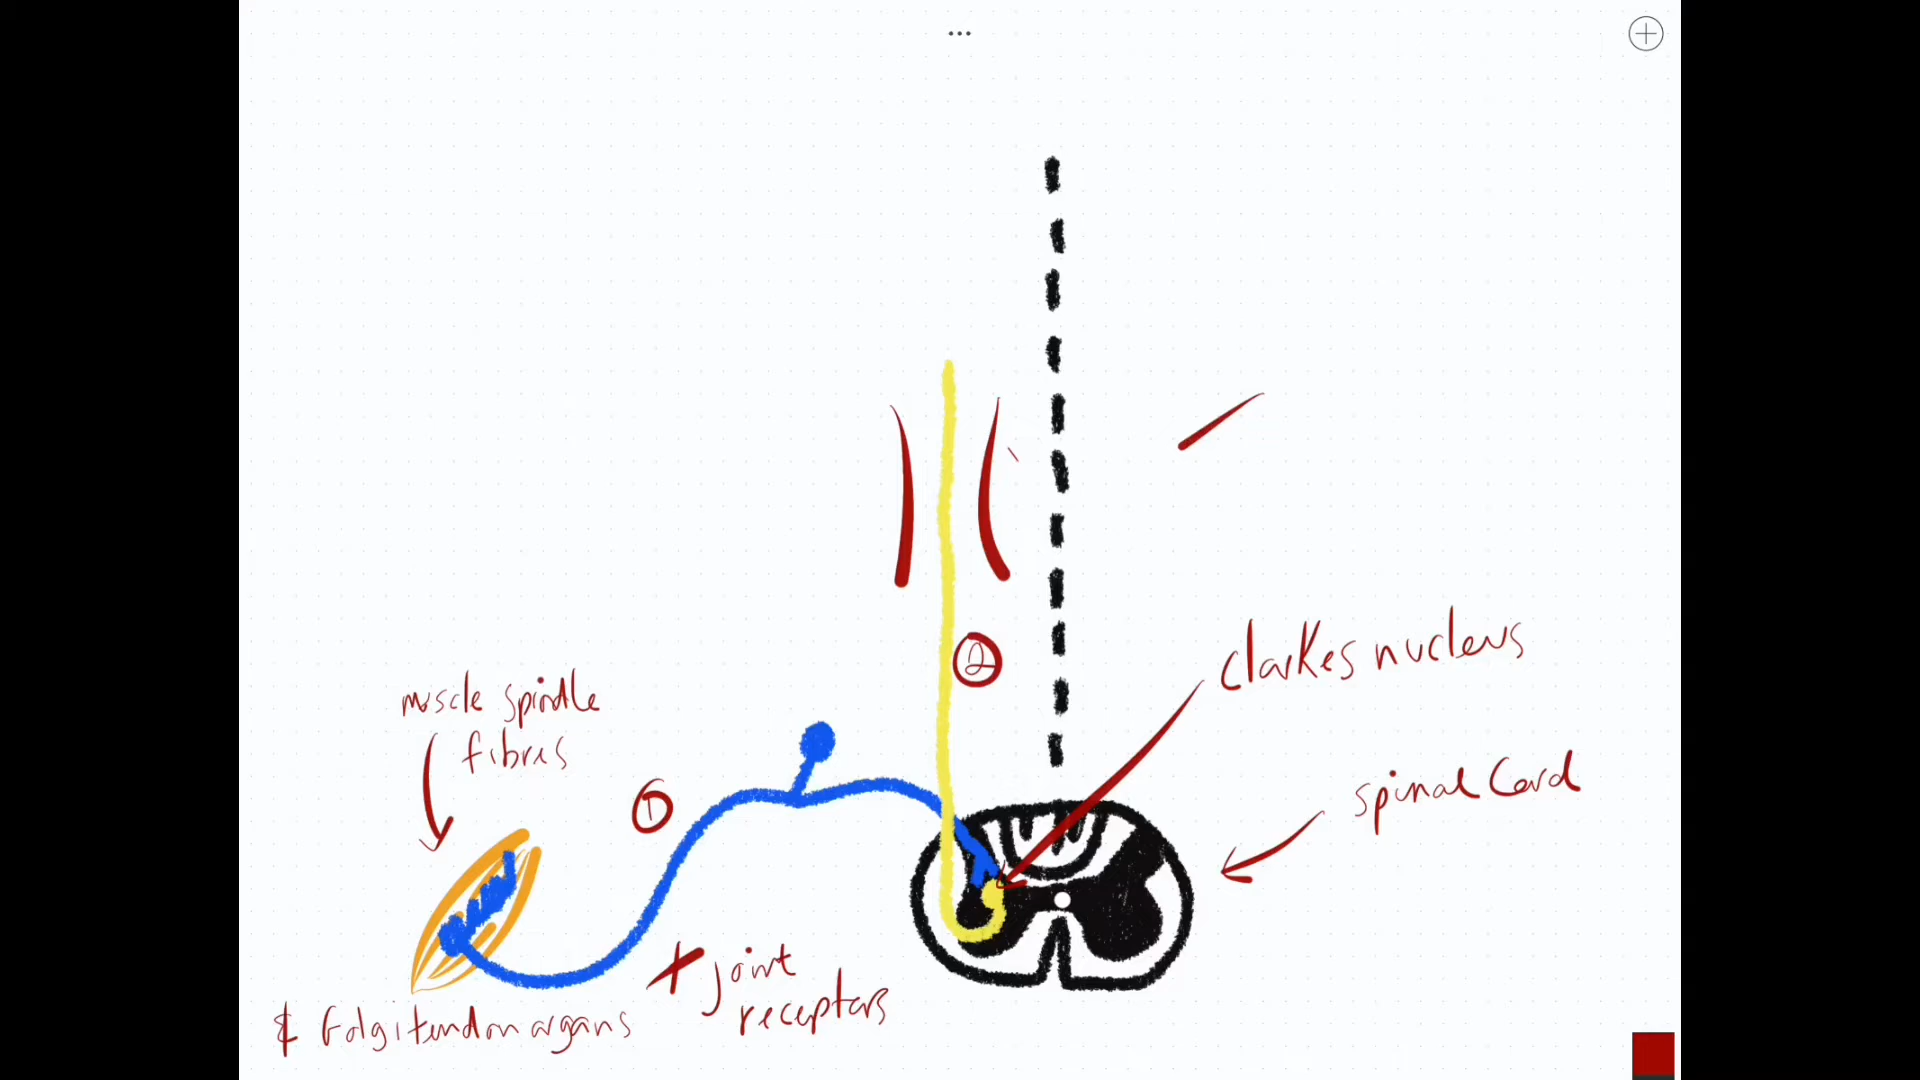 ②
clarkes nucleus
muscle spindle
fibres
①
spinal Cord
+ joint
receptors
& Golgi tendon organs